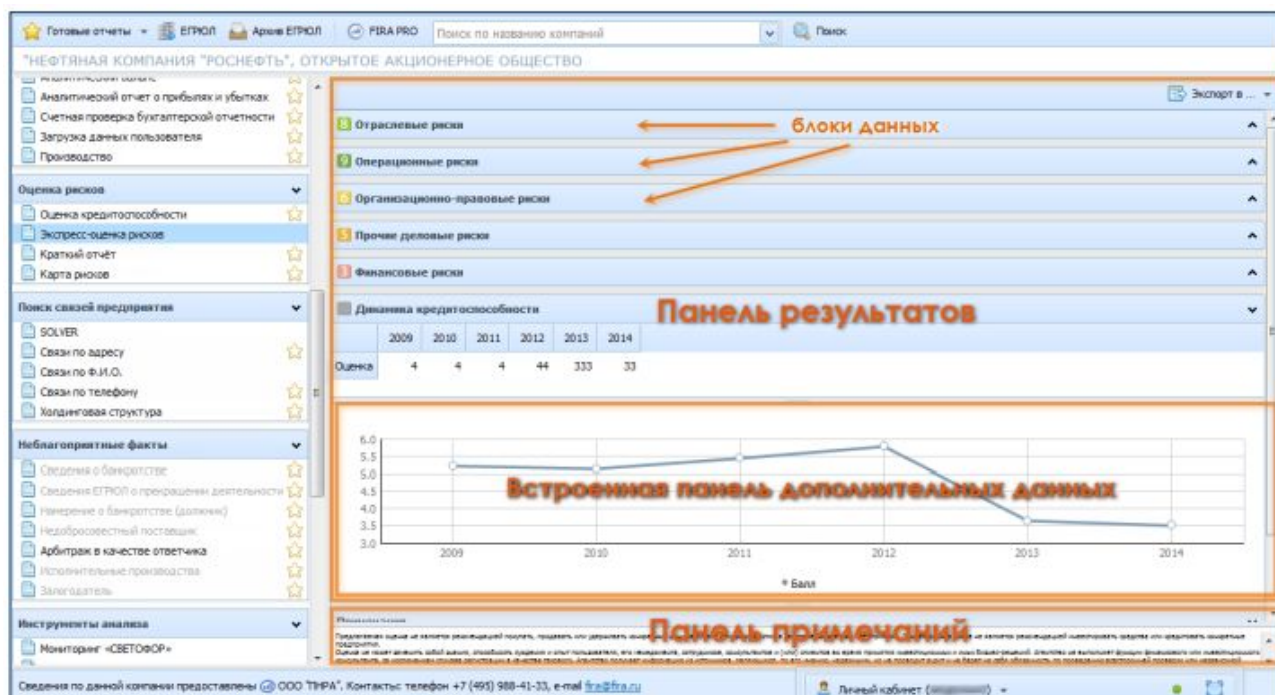 Готовые отчеты ЕГРЮЛ Архив ЕГРЮЛ FIRA PRO Поиск по названию компаний Поиск
"НЕФТЯНАЯ КОМПАНИЯ "РОСНЕФТЬ", ОТКРЫТОЕ АКЦИОНЕРНОЕ ОБЩЕСТВО
Аналитический баланс
Аналитический отчет о прибылях и убытках
Счетная проверка бухгалтерской отчетности
Загрузка данных пользователя
Производство
Оценка рисков
Оценка кредитоспособности
Экспресс-оценка рисков
Краткий отчёт
Карта рисков
Поиск связей предприятия
SOLVER
Связи по адресу
Связи по Ф.И.О.
Связи по телефону
Холдинговая структура
Неблагоприятные факты
Сведения о банкротстве
Сведения ЕГРЮЛ о прекращении деятельности
Намерение о банкротстве (должник)
Недобросовестный поставщик
Арбитраж в качестве ответчика
Исполнительные производства
Залогодатель
Инструменты анализа
Мониторинг «СВЕТОФОР»
Экспорт в ...
8 Отраслевые риски
блоки данных
9 Операционные риски
6 Организационно-правовые риски
5 Прочие деловые риски
3 Финансовые риски
Динамика кредитоспособности
Панель результатов
2009 2010 2011 2012 2013 2014
Оценка 4 4 4 44 333 33
6.0
5.5
5.0
4.5
4.0
3.5
3.0
Встроенная панель дополнительных данных
2009 2010 2011 2012 2013 2014
Балл
Панель примечаний
Сведения по данной компании предоставлены ООО "ПИРА". Контакты: телефон +7 (495) 988-41-33, e-mail fira@fira.ru
Личный кабинет